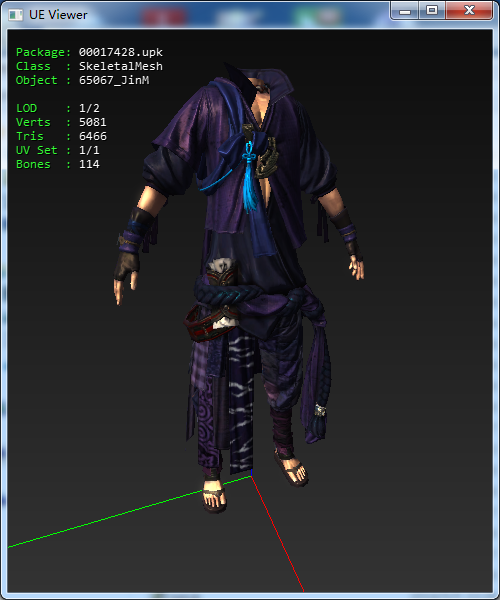 UE Viewer
Package: 00017428.upk
Class : SkeletalMesh
Object : 65067_JinM
LOD : 1/2
Verts : 5081
Tris : 6466
UV Set : 1/1
Bones : 114